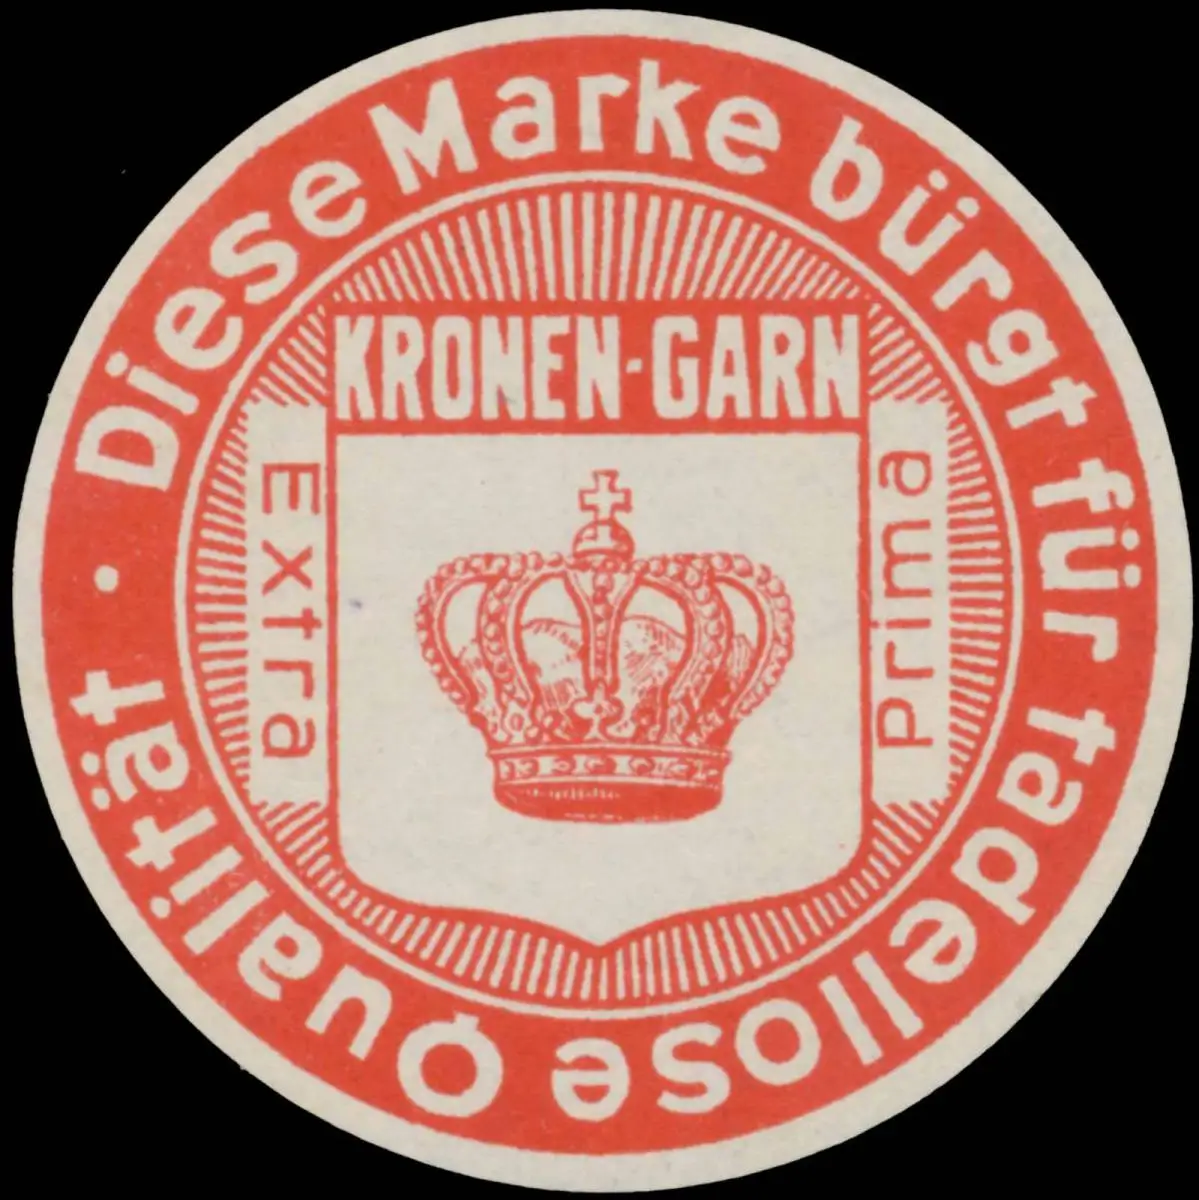 Diese Marke bürgt für tadellose Qualität ·
KRONEN-GARN
Extra
Prima